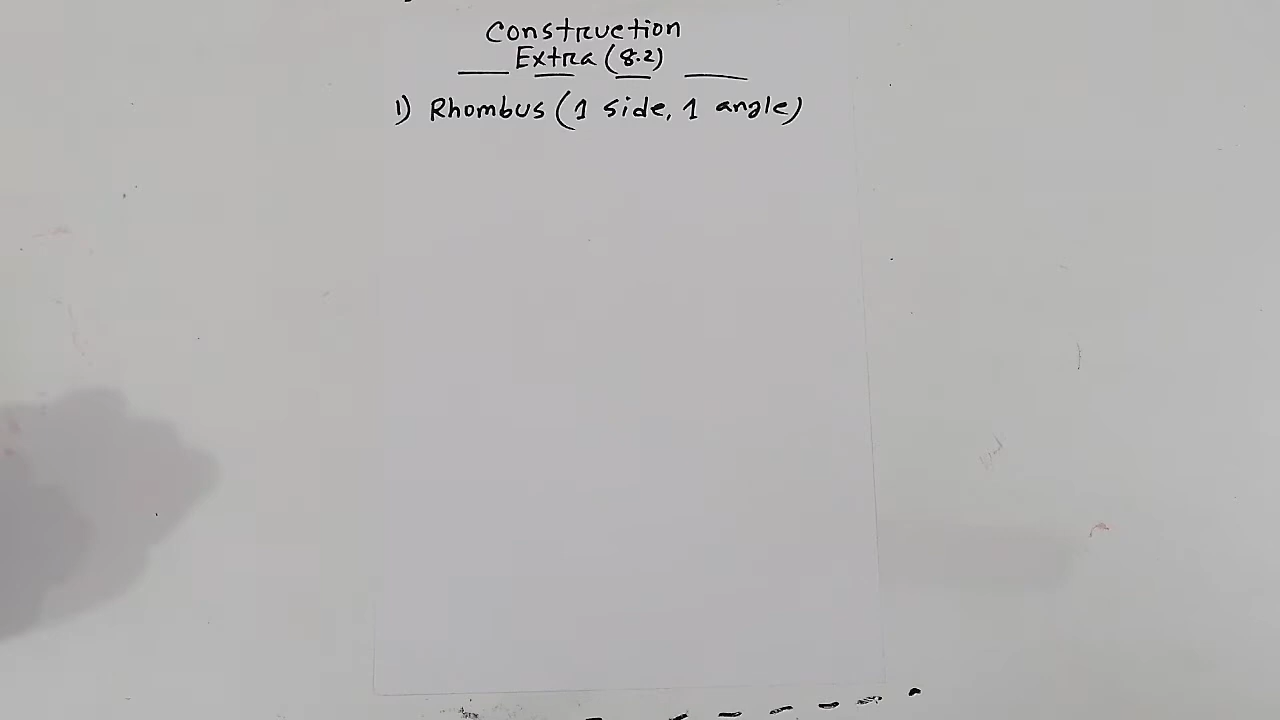 Construction
Extra (8.2)
1) Rhombus (1 side, 1 angle)